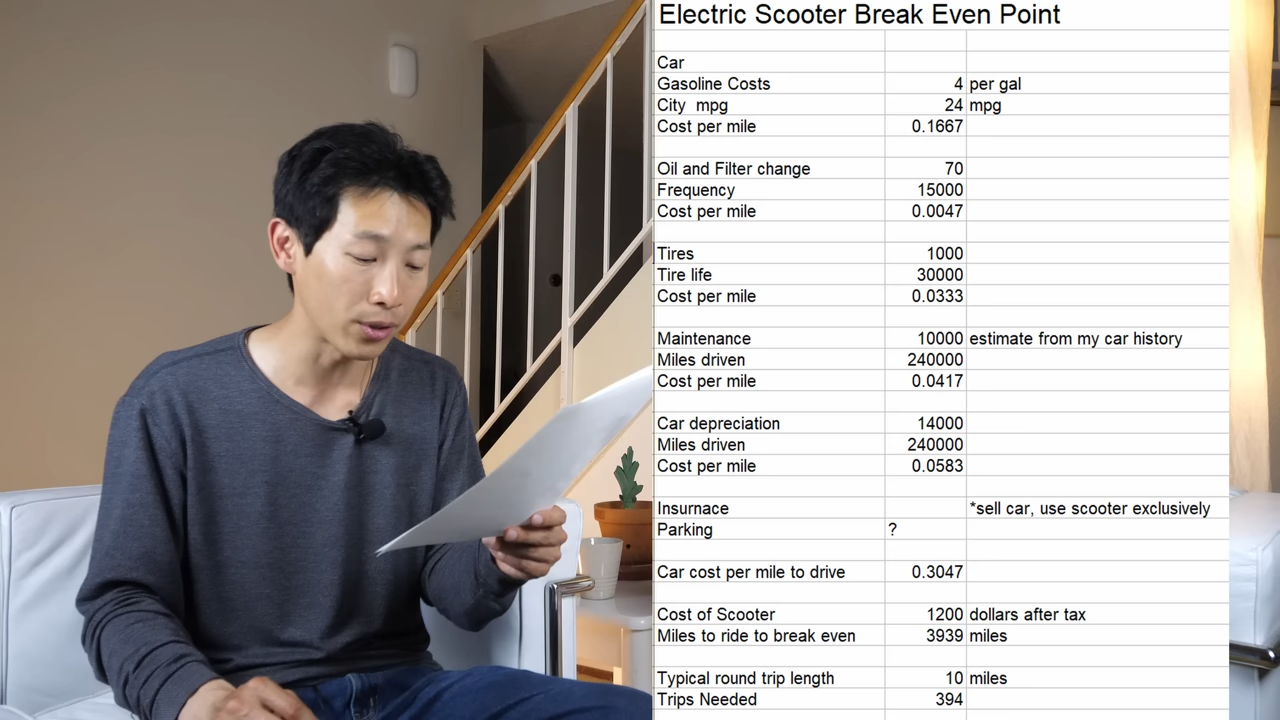 Electric Scooter Break Even Point
Car
Gasoline Costs 4 per gal
City mpg 24 mpg
Cost per mile 0.1667
Oil and Filter change 70
Frequency 15000
Cost per mile 0.0047
Tires 1000
Tire life 30000
Cost per mile 0.0333
Maintenance 10000 estimate from my car history
Miles driven 240000
Cost per mile 0.0417
Car depreciation 14000
Miles driven 240000
Cost per mile 0.0583
Insurnace *sell car, use scooter exclusively
Parking ?
Car cost per mile to drive 0.3047
Cost of Scooter 1200 dollars after tax
Miles to ride to break even 3939 miles
Typical round trip length 10 miles
Trips Needed 394